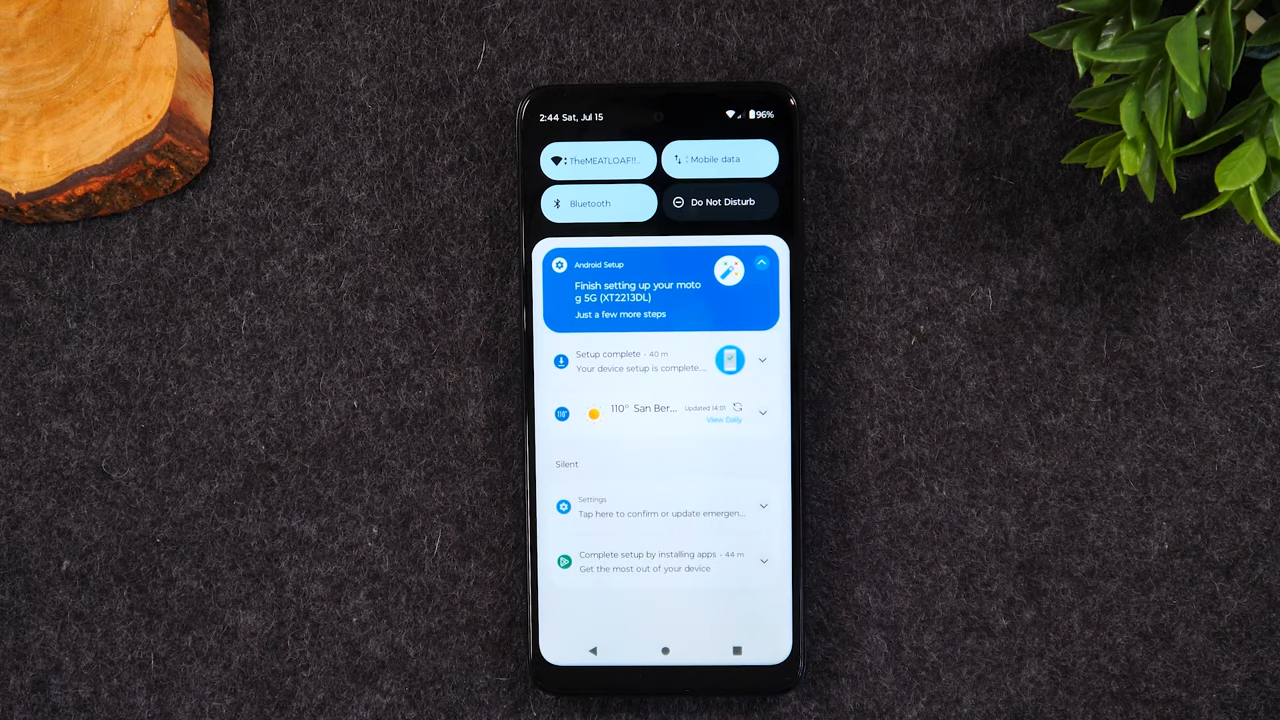 2:44 Sat, Jul 15
96%
TheMEATLOAF!!..
Mobile data
Bluetooth
Do Not Disturb
Android Setup
Finish setting up your moto
g 5G (XT2213DL)
Just a few more steps
Setup complete • 40 m
Your device setup is complete....
110°
110° San Ber...
Updated 14:01
View Daily
Silent
Settings
Tap here to confirm or update emergen...
Complete setup by installing apps • 44 m
Get the most out of your device